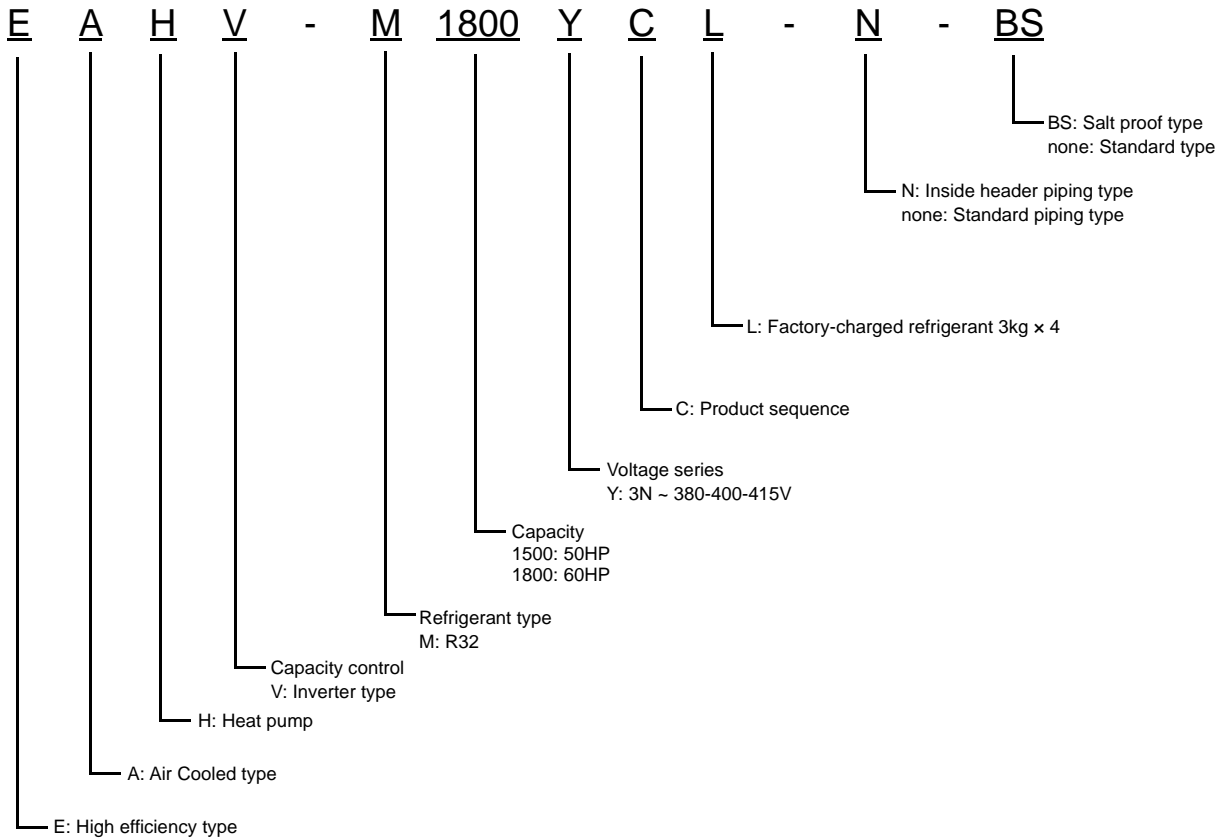 E A H V - M 1800 Y C L - N - BS
BS: Salt proof type
none: Standard type
N: Inside header piping type
none: Standard piping type
L: Factory-charged refrigerant 3kg × 4
C: Product sequence
Voltage series
Y: 3N ~ 380-400-415V
Capacity
1500: 50HP
1800: 60HP
Refrigerant type
M: R32
Capacity control
V: Inverter type
H: Heat pump
A: Air Cooled type
E: High efficiency type